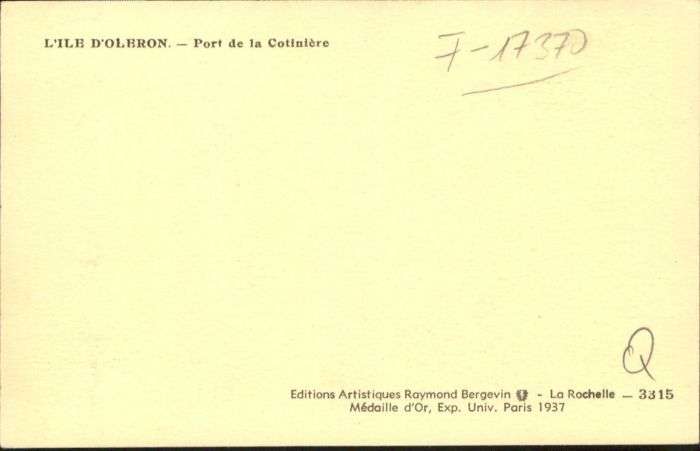 L'ILE D'OLERON. — Port de la Cotinière
F-17370
Q
Editions Artistiques Raymond Bergevin - La Rochelle — 3315
Médaille d'Or, Exp. Univ. Paris 1937